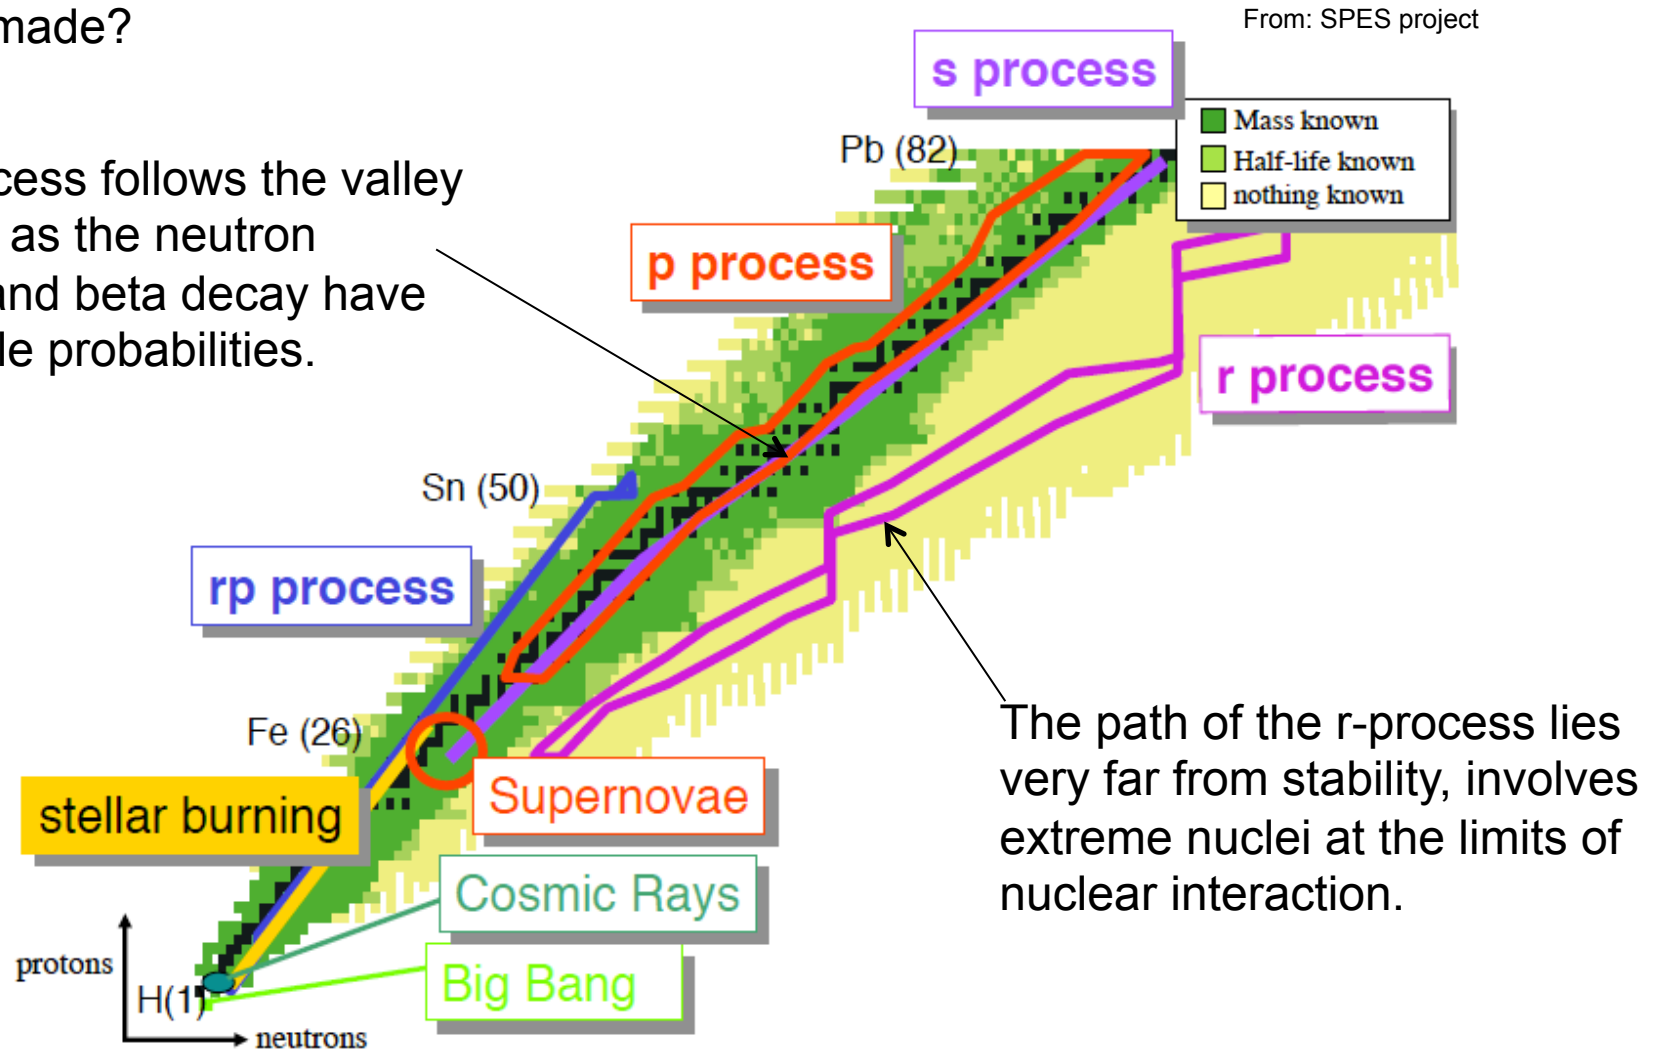 made?
From: SPES project
s process
Mass known
Half-life known
nothing known
Pb (82)
follows the valley
as the neutron
and beta decay have
probabilities.
p process
r process
Sn (50)
rp process
Fe (26)
stellar burning
Supernovae
Cosmic Rays
Big Bang
The path of the r-process lies
very far from stability, involves
extreme nuclei at the limits of
nuclear interaction.
protons
H(1)
neutrons